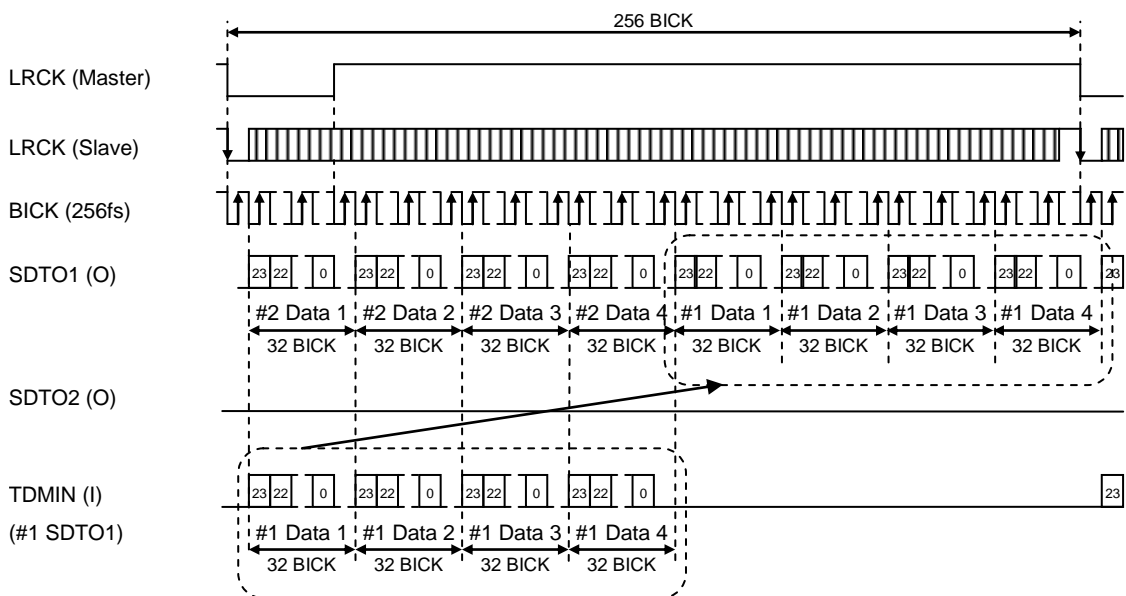 256 BICK
LRCK (Master)
LRCK (Slave)
BICK (256fs)
SDTO1 (O)
23 22 0 23 22 0 23 22 0 23 22 0 23 22 0 23 22 0 23 22 0 23 22 0 23
#2 Data 1 #2 Data 2 #2 Data 3 #2 Data 4 #1 Data 1 #1 Data 2 #1 Data 3 #1 Data 4
32 BICK 32 BICK 32 BICK 32 BICK 32 BICK 32 BICK 32 BICK 32 BICK
SDTO2 (O)
TDMIN (I)
23 22 0 23 22 0 23 22 0 23 22 0 23
(#1 SDTO1)
#1 Data 1 #1 Data 2 #1 Data 3 #1 Data 4
32 BICK 32 BICK 32 BICK 32 BICK